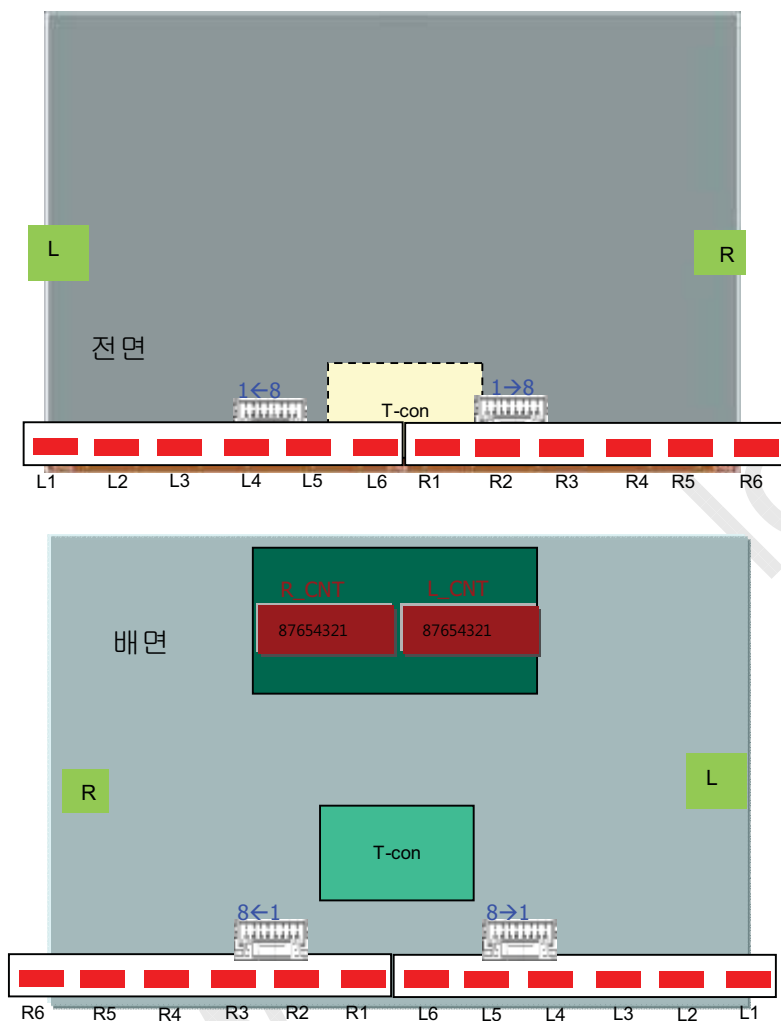 L
R
전면
1←8
1→8
T-con
L1 L2 L3 L4 L5 L6 R1 R2 R3 R4 R5 R6
R_CNT L_CNT
87654321 87654321
배면
R
L
T-con
8←1
8→1
R6 R5 R4 R3 R2 R1 L6 L5 L4 L3 L2 L1